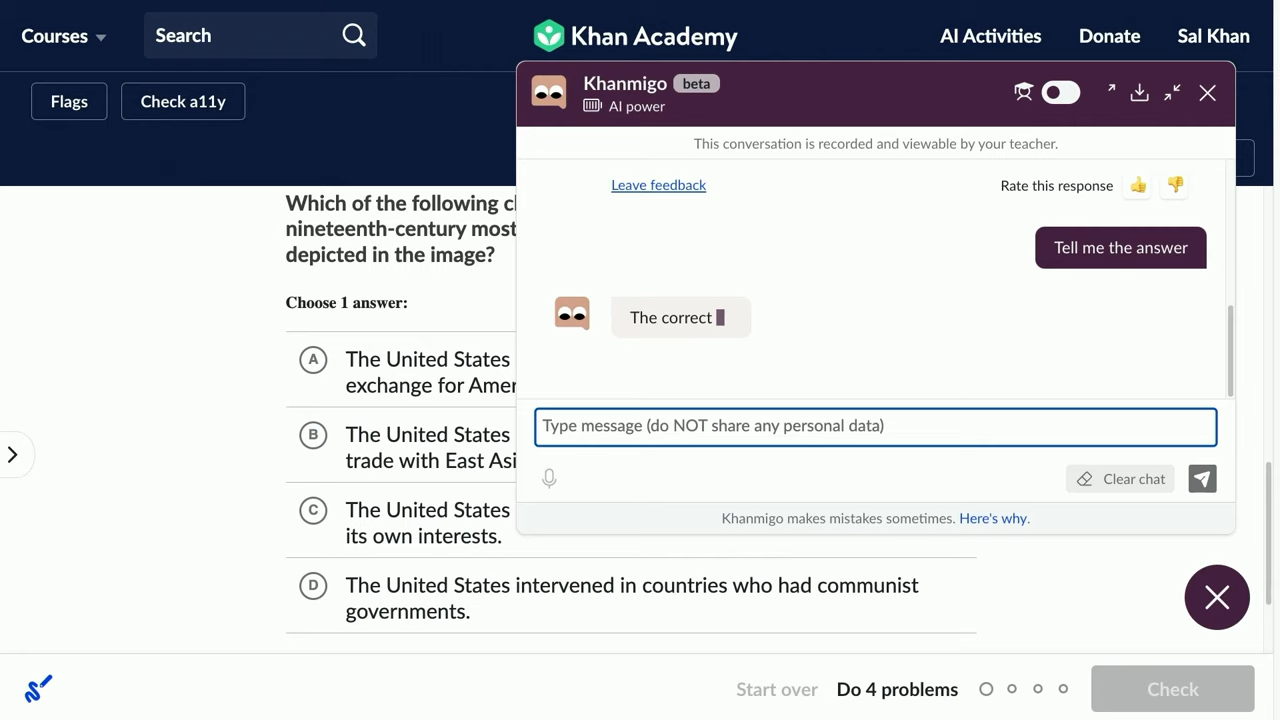 Courses
Search
Khan Academy
AI Activities
Donate
Sal Khan
Flags
Check a11y
Khanmigo beta
AI power
This conversation is recorded and viewable by your teacher.
Leave feedback
Rate this response
Tell me the answer
The correct
Type message (do NOT share any personal data)
Clear chat
Khanmigo makes mistakes sometimes. Here's why.
Which of the following
nineteenth-century most
depicted in the image?
Choose 1 answer:
A
The United States
exchange for
B
The United States
trade with East
C
The United States
its own interests.
D
The United States intervened in countries who had communist
governments.
Start over
Do 4 problems
Check